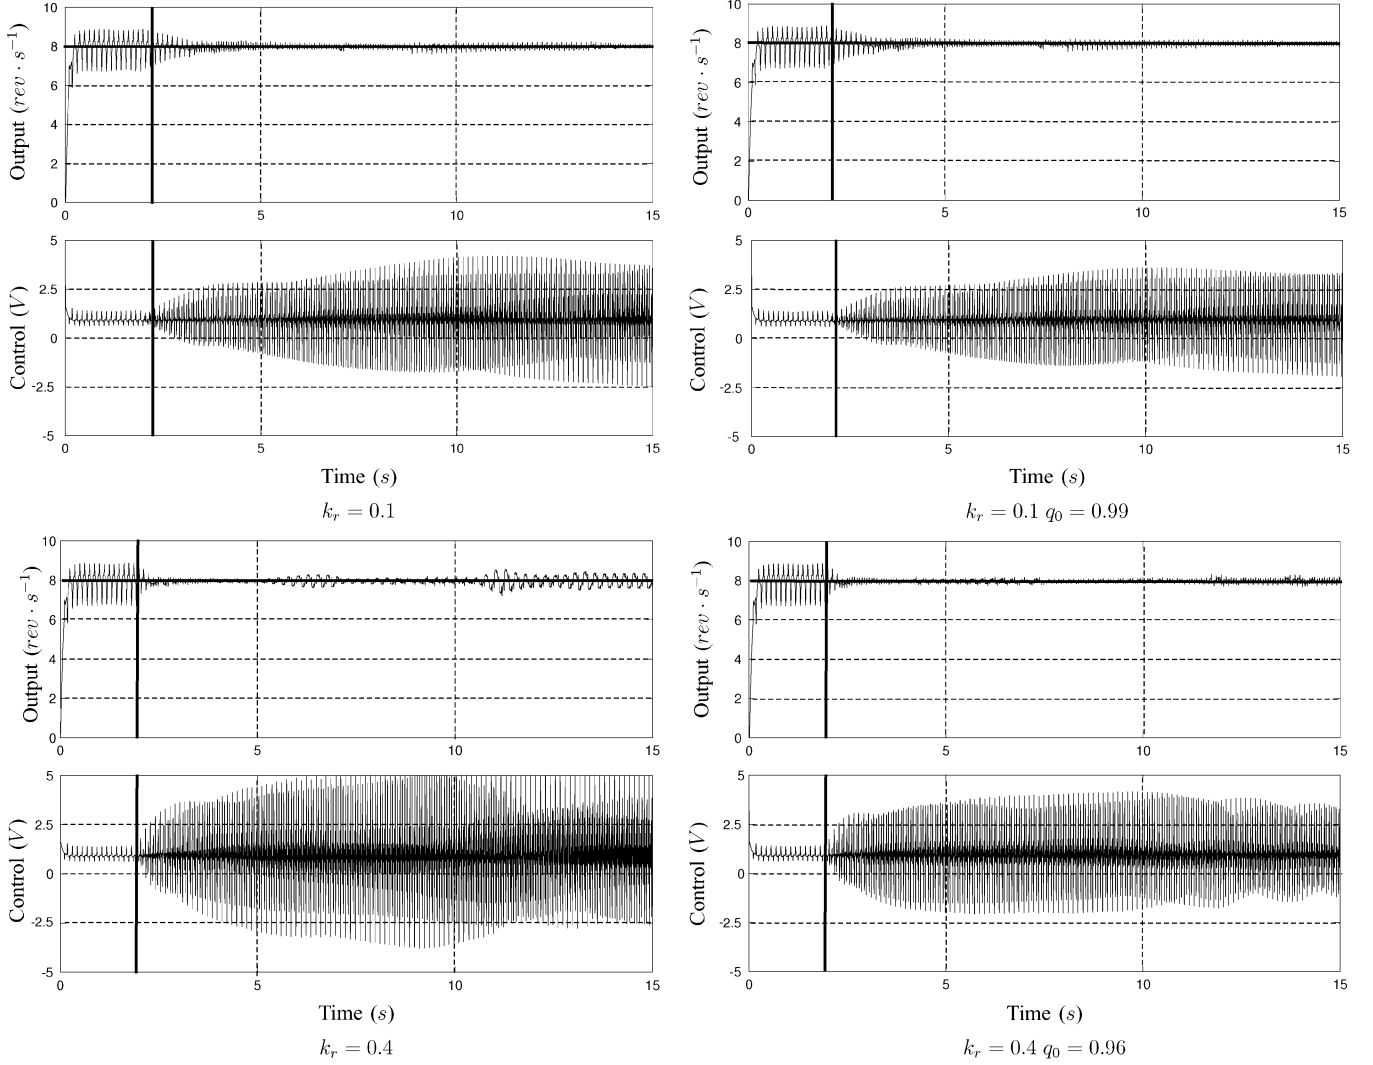 Output (rev · s⁻¹)
10
8
6
4
2
0
0 5 10 15
Control (V)
5
2.5
0
-2.5
-5
0 5 10 15
Time (s)
k_r = 0.1
Output (rev · s⁻¹)
10
8
6
4
2
0
0 5 10 15
Control (V)
5
2.5
0
-2.5
-5
0 5 10 15
Time (s)
k_r = 0.1 q_0 = 0.99
Output (rev · s⁻¹)
10
8
6
4
2
0
0 5 10 15
Control (V)
5
2.5
0
-2.5
-5
0 5 10 15
Time (s)
k_r = 0.4
Output (rev · s⁻¹)
10
8
6
4
2
0
0 5 10 15
Control (V)
5
2.5
0
-2.5
-5
0 5 10 15
Time (s)
k_r = 0.4 q_0 = 0.96